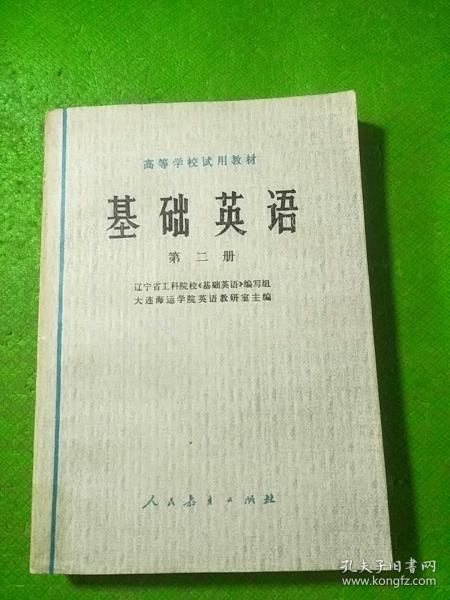 高等学校试用教材
基础英语
第二册
辽宁省工科院校《基础英语》编写组
大连海运学院英语教研室主编
人民教育出版社
孔夫子旧书网
www.kongfz.com